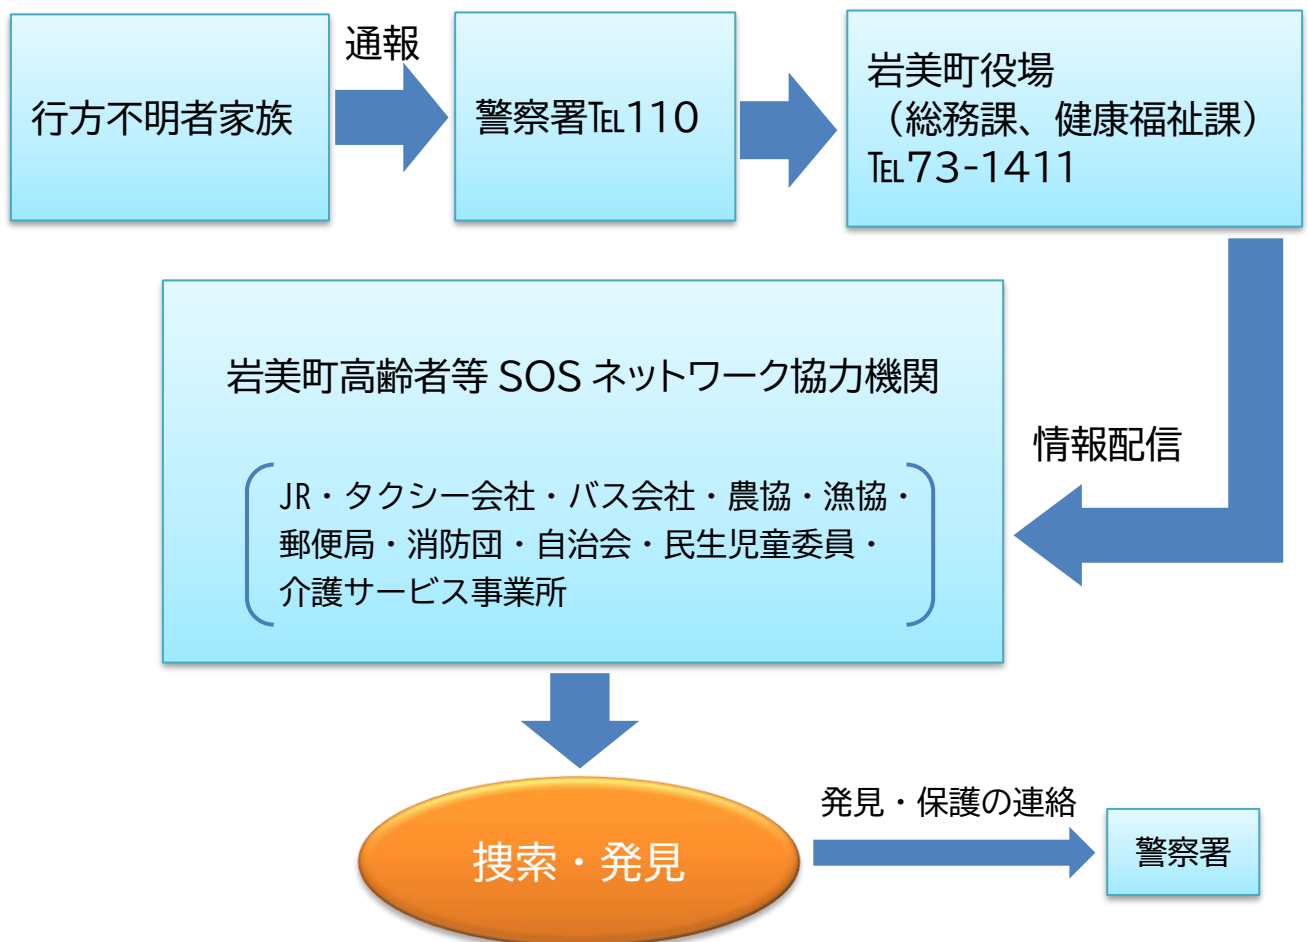 通報
行方不明者家族
警察署℡110
岩美町役場
（総務課、健康福祉課）
℡73-1411
岩美町高齢者等 SOS ネットワーク協力機関
情報配信
JR・タクシー会社・バス会社・農協・漁協・
郵便局・消防団・自治会・民生児童委員・
介護サービス事業所
捜索・発見
発見・保護の連絡
警察署